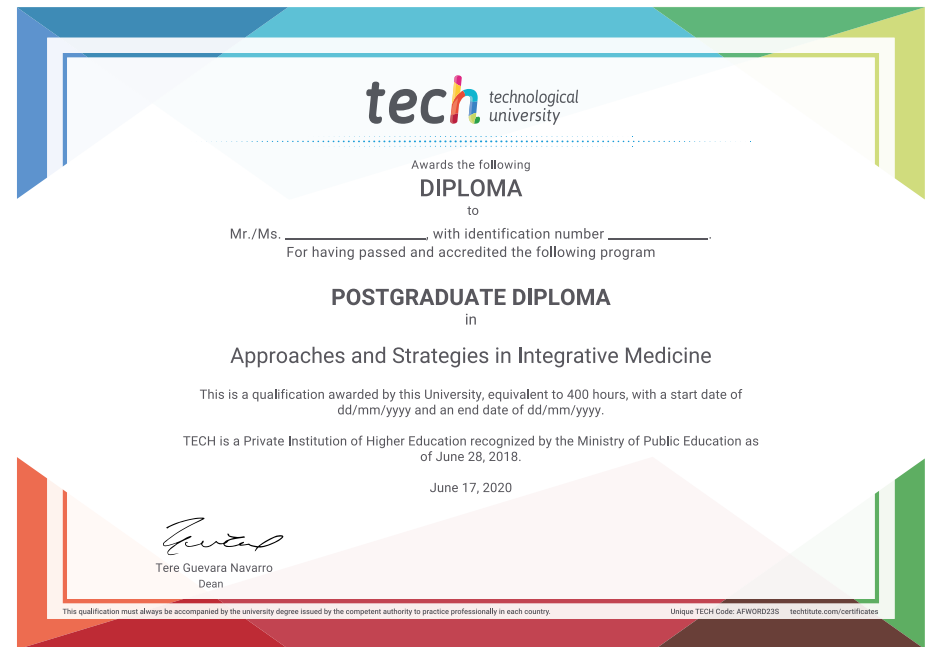 tech technological
university
Awards the following
DIPLOMA
to
Mr./Ms. ____________________, with identification number ______________.
For having passed and accredited the following program
POSTGRADUATE DIPLOMA
in
Approaches and Strategies in Integrative Medicine
This is a qualification awarded by this University, equivalent to 400 hours, with a start date of
dd/mm/yyyy and an end date of dd/mm/yyyy.
TECH is a Private Institution of Higher Education recognized by the Ministry of Public Education as
of June 28, 2018.
June 17, 2020
Tere Guevara Navarro
Dean
This qualification must always be accompanied by the university degree issued by the competent authority to practice professionally in each country. Unique TECH Code: AFWORD23S techtitute.com/certificates